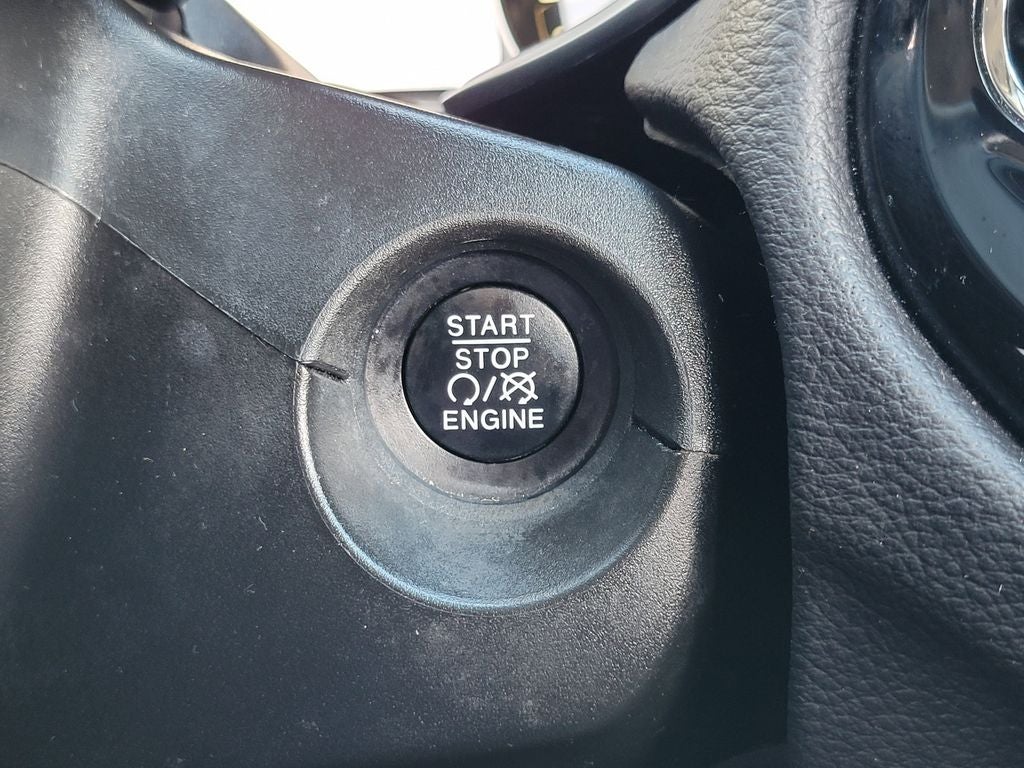 START
STOP
/
ENGINE